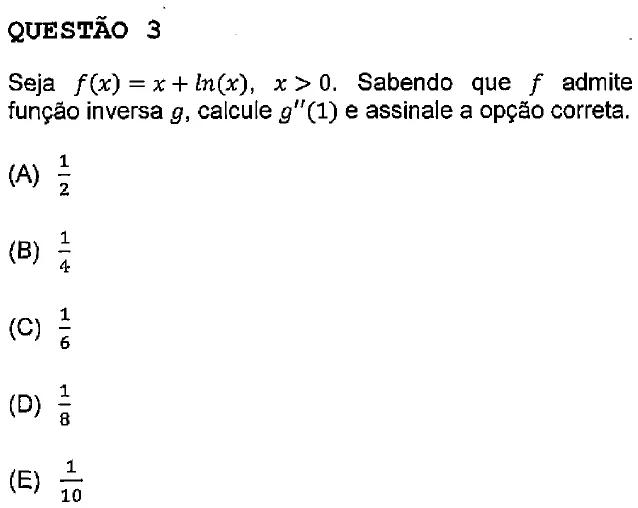 QUESTÃO 3
Seja f(x) = x + ln(x), x > 0. Sabendo que f admite
função inversa g, calcule g''(1) e assinale a opção correta.
(A) 1/2
(B) 1/4
(C) 1/6
(D) 1/8
(E) 1/10